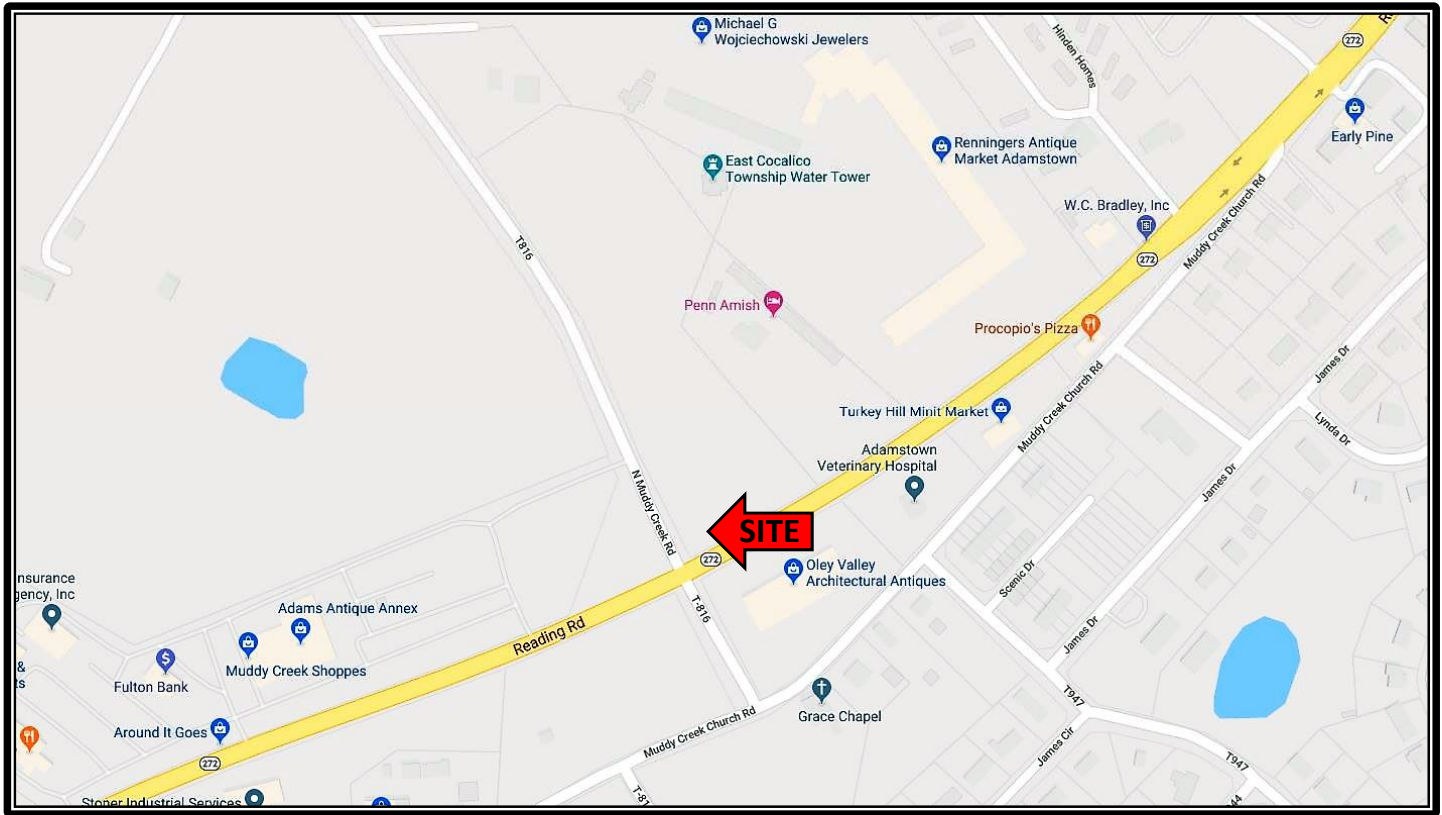 Michael G
Wojciechowski Jewelers
272
Hinden Homes
Early Pine
Renningers Antique
Market Adamstown
East Cocalico
Township Water Tower
W.C. Bradley, Inc
Muddy Creek Church Rd
T816
272
Penn Amish
Procopio's Pizza
James Dr
Turkey Hill Minit Market
Muddy Creek Church Rd
Lynda Dr
Adamstown
Veterinary Hospital
James Dr
N Muddy Creek Rd
SITE
272
Oley Valley
Architectural Antiques
Scenic Dr
nsurance
gency, Inc
Adams Antique Annex
T-816
Reading Rd
James Dr
&
ts
Fulton Bank
Muddy Creek Shoppes
Grace Chapel
T947
Around It Goes
Muddy Creek Church Rd
James Cir
T947
272
Stoner Industrial Services
T-81
44